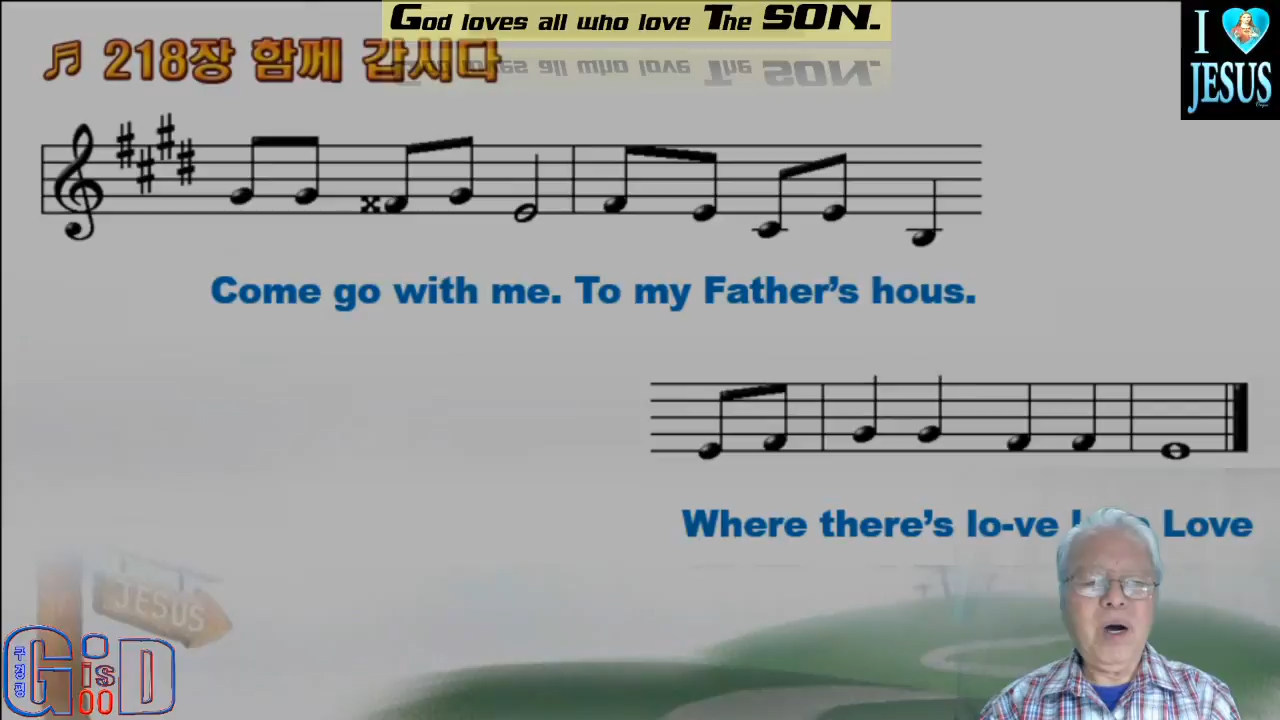 God loves all who love The SON.
♬ 218장 함께 갑시다
I
JESUS
Come go with me. To my Father's hous.
Where there's lo-ve Love
JESUS
G is D